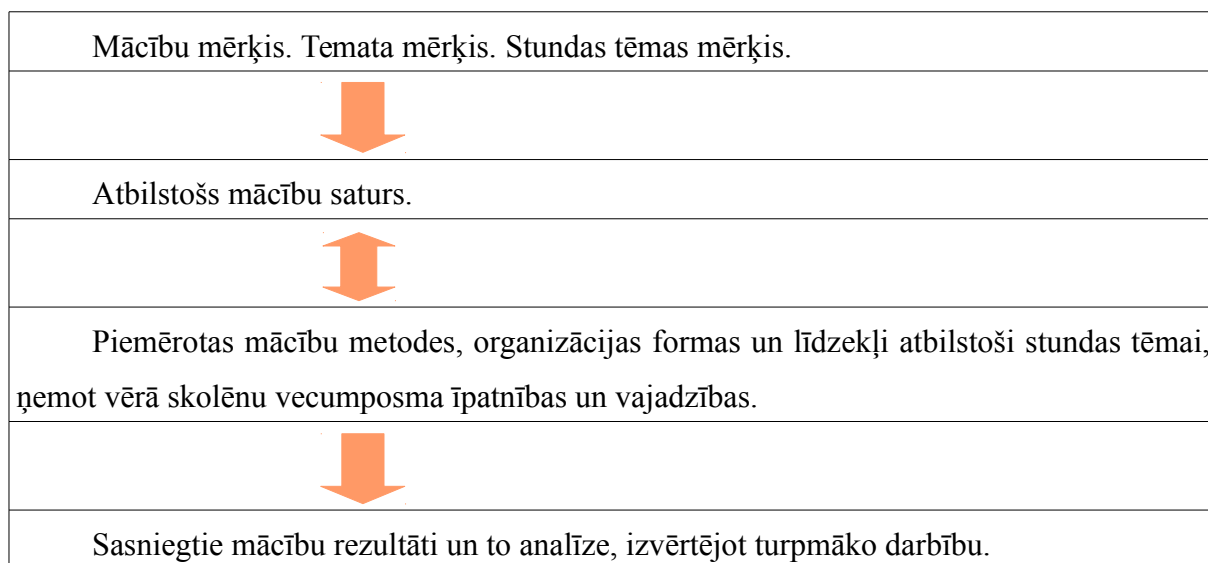 Mācību mērķis. Temata mērķis. Stundas tēmas mērķis.
Atbilstošs mācību saturs.
Piemērotas mācību metodes, organizācijas formas un līdzekļi atbilstoši stundas tēmai,
ņemot vērā skolēnu vecumposma īpatnības un vajadzības.
Sasniegtie mācību rezultāti un to analīze, izvērtējot turpmāko darbību.